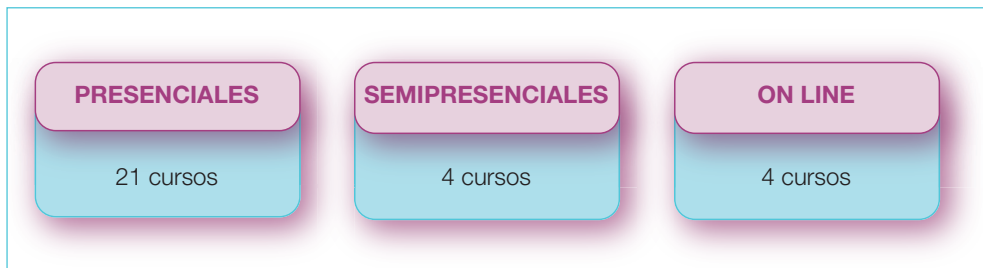 PRESENCIALES
21 cursos
SEMIPRESENCIALES
4 cursos
ON LINE
4 cursos